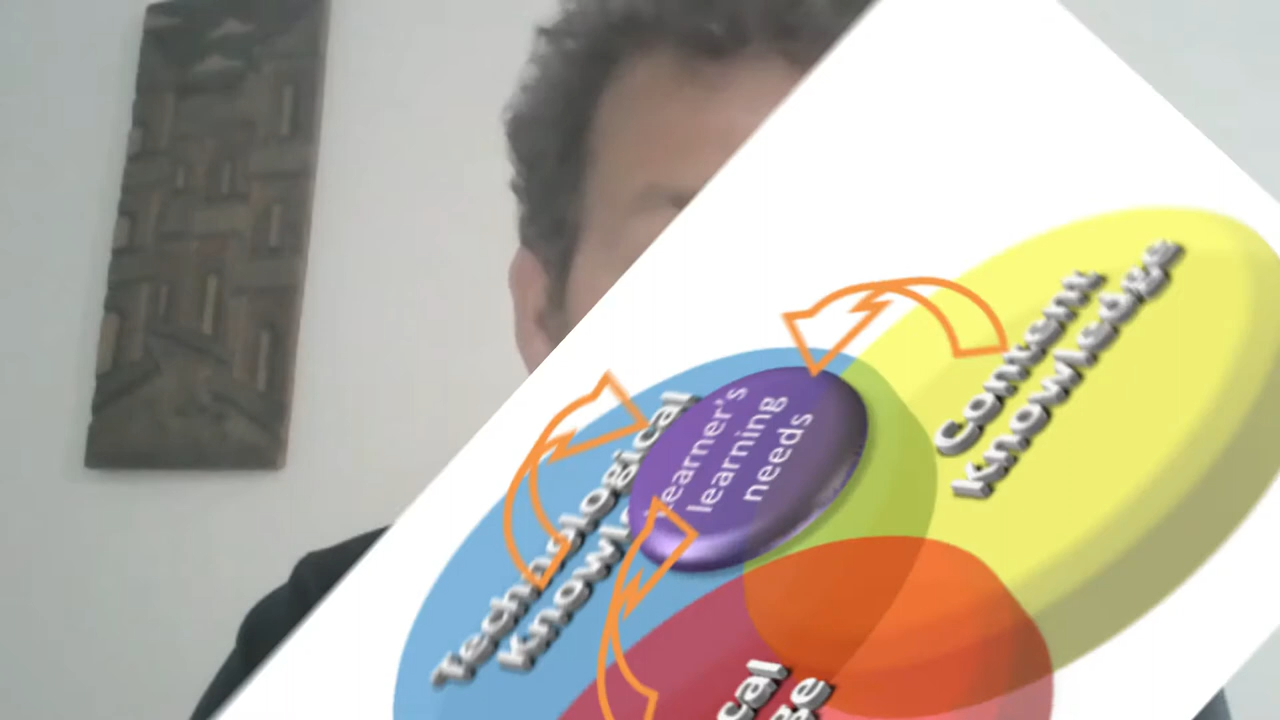 Content
Knowledge
Technological
learner's
learning
needs